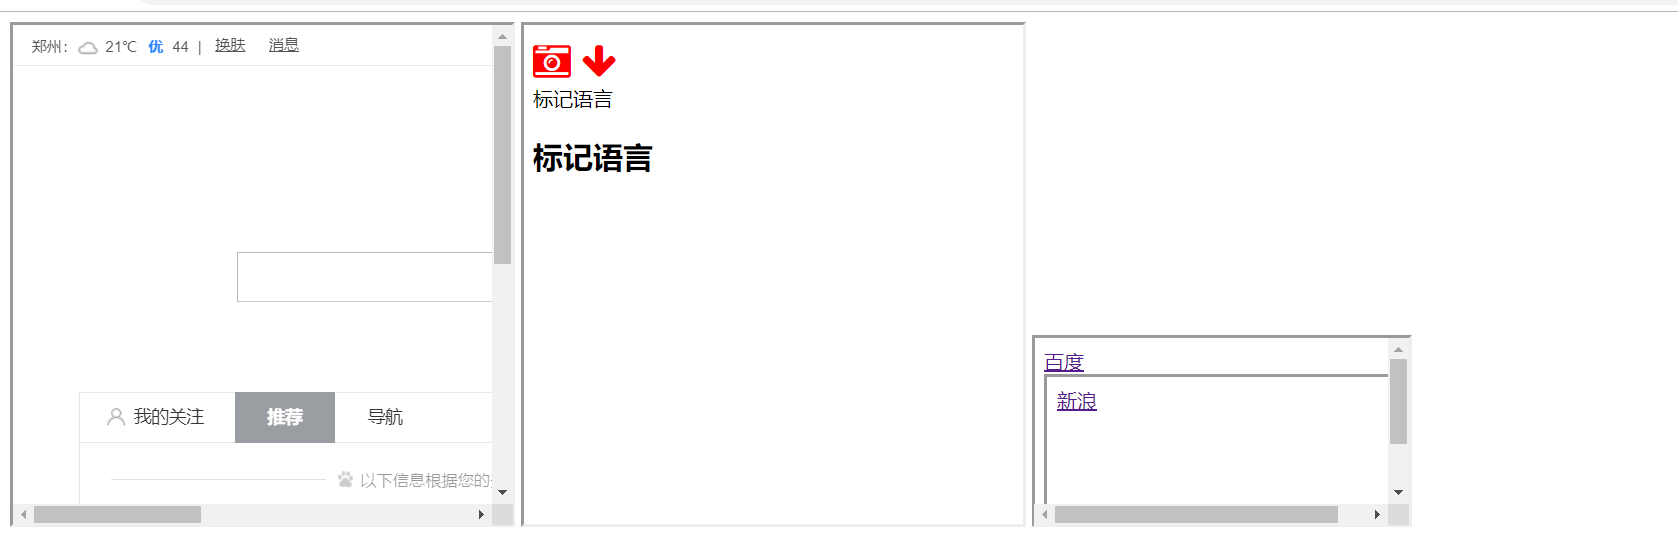 郑州： 21℃ 优 44 | 换肤 消息
我的关注 推荐 导航
以下信息根据您的
标记语言
标记语言
百度
新浪